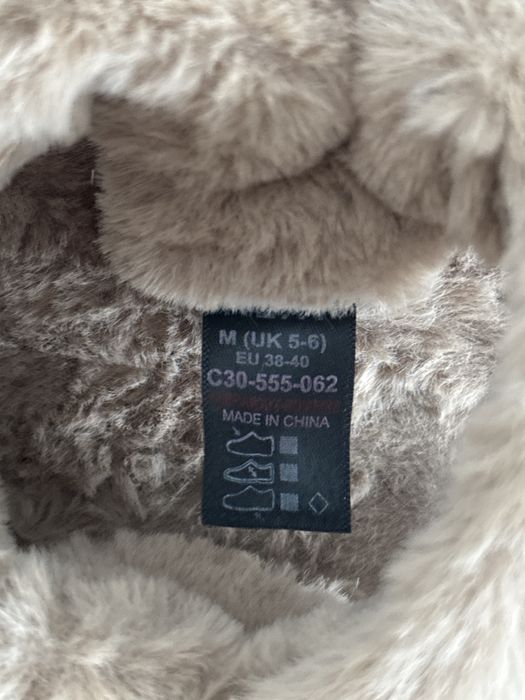 M (UK 5-6)
EU 38-40
C30-555-062
MADE IN CHINA